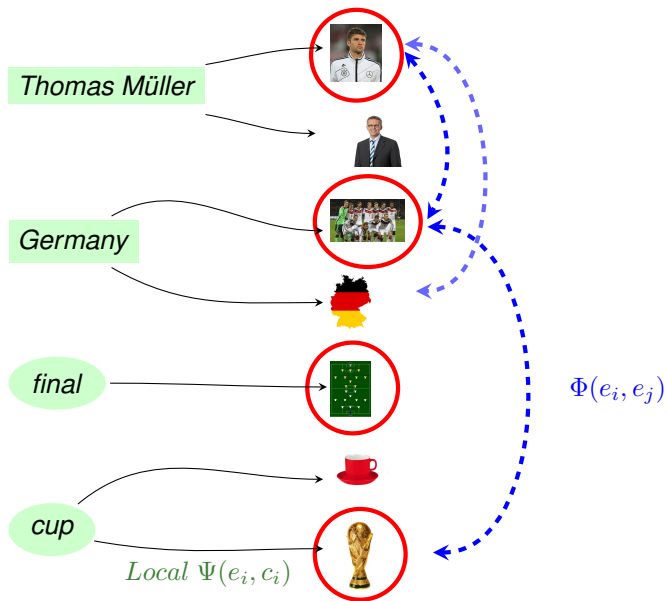 Thomas Müller
Germany
final
Φ(e_i, e_j)
cup
Local Ψ(e_i, c_i)